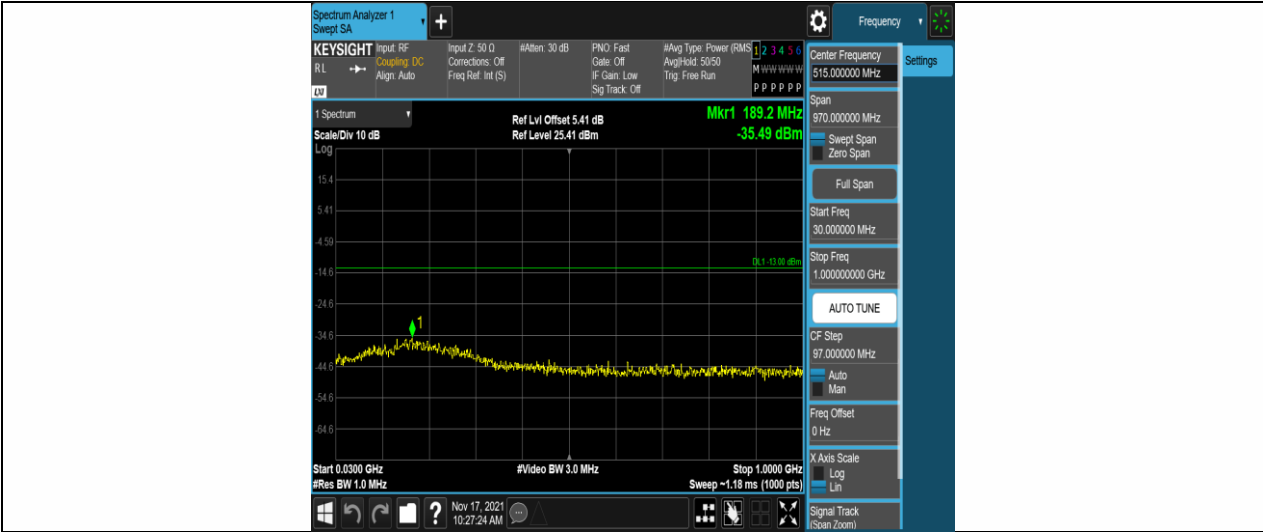 Spectrum Analyzer 1
Swept SA
+
Frequency
KEYSIGHT
RL
LXI
Input: RF
Coupling: DC
Align: Auto
Input Z: 50 Ω
Corrections: Off
Freq Ref: Int (S)
#Atten: 30 dB
PNO: Fast
Gate: Off
IF Gain: Low
Sig Track: Off
#Avg Type: Power (RMS
Avg|Hold: 50/50
Trig: Free Run
1 2 3 4 5 6
M W W W W W
P P P P P P
1 Spectrum
Scale/Div 10 dB
Log
Ref Lvl Offset 5.41 dB
Ref Level 25.41 dBm
Mkr1 189.2 MHz
-35.49 dBm
15.4
5.41
-4.59
DL1 -13.00 dBm
-14.6
-24.6
1
-34.6
-44.6
-54.6
-64.6
Start 0.0300 GHz
#Video BW 3.0 MHz
Stop 1.0000 GHz
#Res BW 1.0 MHz
Sweep ~1.18 ms (1000 pts)
?
Nov 17, 2021
10:27:24 AM
Center Frequency
515.000000 MHz
Settings
Span
970.000000 MHz
Swept Span
Zero Span
Full Span
Start Freq
30.000000 MHz
Stop Freq
1.000000000 GHz
AUTO TUNE
CF Step
97.000000 MHz
Auto
Man
Freq Offset
0 Hz
X Axis Scale
Log
Lin
Signal Track
(Span Zoom)